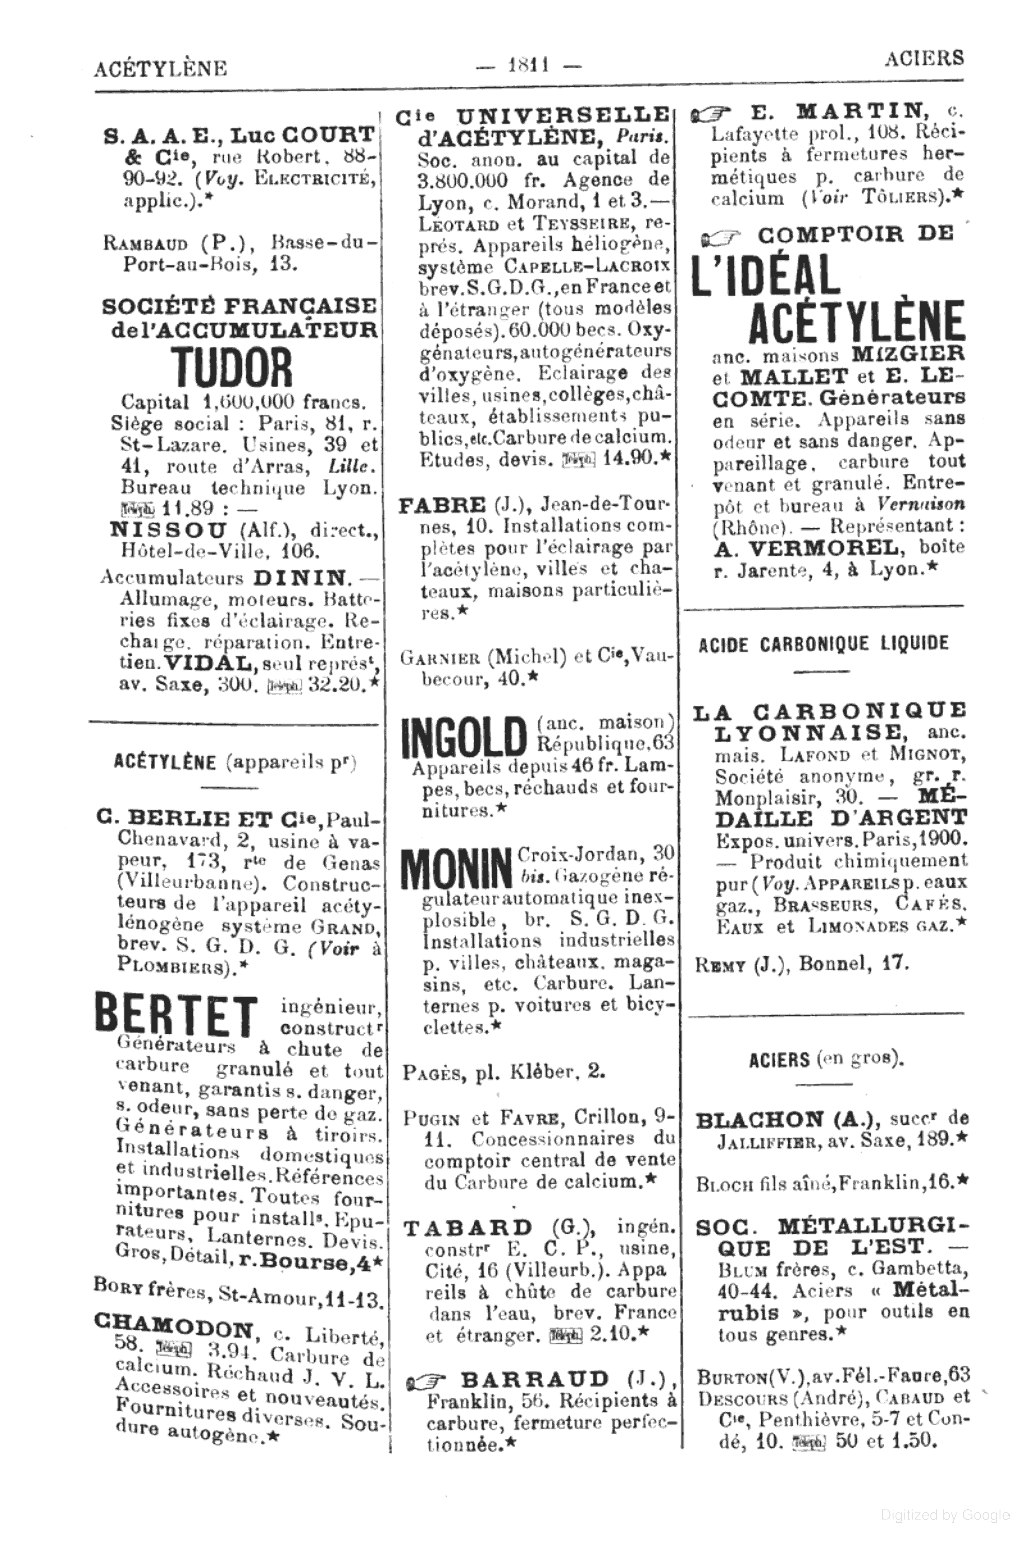 ACÉTYLÈNE
— 1811 —
ACIERS
S. A. A. E., Luc COURT
& Cie, rue Robert, 88-
90-92. (Voy. ELECTRICITÉ,
applic.).*
RAMBAUD (P.), Basse-du-
Port-au-Bois, 13.
SOCIÉTÉ FRANÇAISE
de l'ACCUMULATEUR
TUDOR
Capital 1,600,000 francs.
Siège social : Paris, 81, r.
St-Lazare. Usines, 39 et
41, route d'Arras, Lille.
Bureau technique Lyon.
Téleph. 11.89 : —
NISSOU (Alf.), direct.,
Hôtel-de-Ville, 106.
Accumulateurs DININ. —
Allumage, moteurs. Batte-
ries fixes d'éclairage. Re-
charge, réparation. Entre-
tien. VIDAL, seul représt,
av. Saxe, 300. Téleph. 32.20.*
ACÉTYLÈNE (appareils pr)
C. BERLIE ET Cie, Paul-
Chenavard, 2, usine à va-
peur, 173, rte de Genas
(Villeurbanne). Construc-
teurs de l'appareil acéty-
lénogène système GRAND,
brev. S. G. D. G. (Voir à
PLOMBIERS).*
BERTET ingénieur,
constructr
Générateurs à chute de
carbure granulé et tout
venant, garantis s. danger,
s. odeur, sans perte de gaz.
Générateurs à tiroirs.
Installations domestiques
et industrielles. Références
importantes. Toutes four-
nitures pour installs. Epu-
rateurs, Lanternes. Devis.
Gros, Détail, r. Bourse, 4*
BORY frères, St-Amour, 11-13.
CHAMODON, c. Liberté,
58. Téleph. 3.94. Carbure de
calcium. Réchaud J. V. L.
Accessoires et nouveautés.
Fournitures diverses. Sou-
dure autogène.*
Cie UNIVERSELLE
d'ACÉTYLÈNE, Paris.
Soc. anon. au capital de
3.800.000 fr. Agence de
Lyon, c. Morand, 1 et 3. —
LÉOTARD et TEYSSEIRE, re-
prés. Appareils héliogène,
système CAPELLE-LACROIX
brev. S.G.D.G., en France et
à l'étranger (tous modèles
déposés). 60.000 becs. Oxy-
génateurs, autogénérateurs
d'oxygène. Eclairage des
villes, usines, collèges, châ-
teaux, établissements pu-
blics, etc. Carbure de calcium.
Etudes, devis. Téleph. 14.90.*
FABRE (J.), Jean-de-Tour-
nes, 10. Installations com-
plètes pour l'éclairage par
l'acétylène, villes et cha-
teaux, maisons particuliè-
res.*
GARNIER (Michel) et Cie, Vau-
becour, 40.*
INGOLD (anc. maison)
République, 63
Appareils depuis 46 fr. Lam-
pes, becs, réchauds et four-
nitures.*
MONIN Croix-Jordan, 30
bis. Gazogène ré-
gulateur automatique inex-
plosible, br. S. G. D. G.
Installations industrielles
p. villes, châteaux, maga-
sins, etc. Carbure. Lan-
ternes p. voitures et bicy-
clettes.*
PAGÈS, pl. Kléber, 2.
PUGIN et FAVRE, Crillon, 9-
11. Concessionnaires du
comptoir central de vente
du Carbure de calcium.*
TABARD (G.), ingén.
constrr E. C. P., usine,
Cité, 16 (Villeurb.). Appa
reils à chûte de carbure
dans l'eau, brev. France
et étranger. Téleph. 2.10.*
☞ BARRAUD (J.),
Franklin, 56. Récipients à
carbure, fermeture perfec-
tionnée.*
☞ E. MARTIN, c.
Lafayette prol., 108. Réci-
pients à fermetures her-
métiques p. carbure de
calcium (Voir TÔLIERS).*
☞ COMPTOIR DE
L'IDÉAL
ACÉTYLÈNE
anc. maisons MIZGIER
et MALLET et E. LE-
COMTE. Générateurs
en série. Appareils sans
odeur et sans danger. Ap-
pareillage, carbure tout
venant et granulé. Entre-
pôt et bureau à Vernaison
(Rhône). — Représentant :
A. VERMOREL, boîte
r. Jarente, 4, à Lyon.*
ACIDE CARBONIQUE LIQUIDE
LA CARBONIQUE
LYONNAISE, anc.
mais. LAFOND et MIGNOT,
Société anonyme, gr. r.
Monplaisir, 30. — MÉ-
DAILLE D'ARGENT
Expos. univers. Paris, 1900.
— Produit chimiquement
pur (Voy. APPAREILS p. eaux
gaz., BRASSEURS, CAFÉS,
EAUX et LIMONADES GAZ.*
REMY (J.), Bonnel, 17.
ACIERS (en gros).
BLACHON (A.), succr de
JALLIFFIER, av. Saxe, 189.*
BLOCH fils aîné, Franklin, 16.*
SOC. MÉTALLURGI-
QUE DE L'EST. —
BLUM frères, c. Gambetta,
40-44. Aciers « Métal-
rubis », pour outils en
tous genres.*
BURTON (V.), av. Fél.-Faure, 63
DESCOURS (André), CABAUD et
Cie, Penthièvre, 5-7 et Con-
dé, 10. Téleph. 50 et 1.50.
Digitized by Google